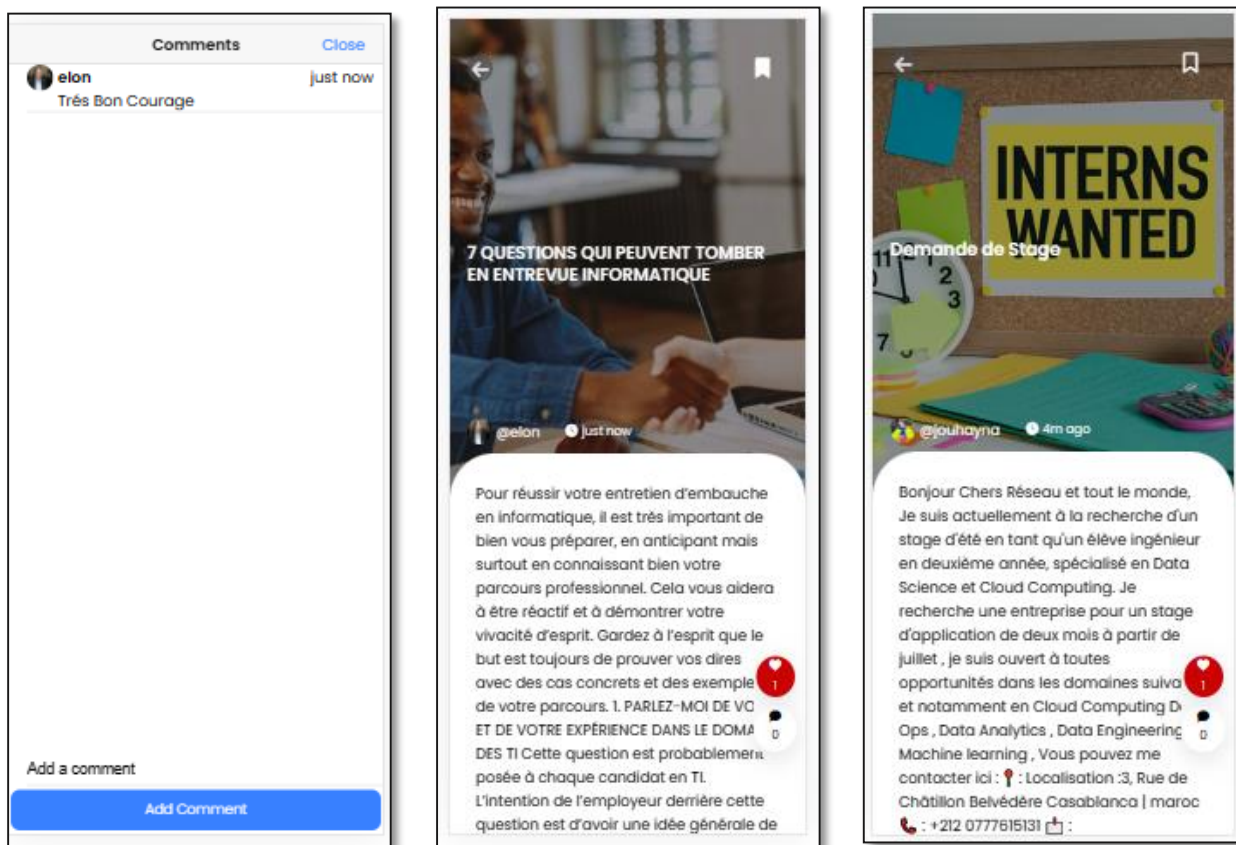 Comments Close
elon just now
Trés Bon Courage
Add a comment
Add Comment
7 QUESTIONS QUI PEUVENT TOMBER
EN ENTREVUE INFORMATIQUE
@elon just now
Pour réussir votre entretien d'embauche
en informatique, il est très important de
bien vous préparer, en anticipant mais
surtout en connaissant bien votre
parcours professionnel. Cela vous aidera
à être réactif et à démontrer votre
vivacité d'esprit. Gardez à l'esprit que le
but est toujours de prouver vos dires
avec des cas concrets et des exemple
de votre parcours. 1. PARLEZ-MOI DE VO
ET DE VOTRE EXPÉRIENCE DANS LE DOMA
DES TI Cette question est probablement
posée à chaque candidat en TI.
L'intention de l'employeur derrière cette
question est d'avoir une idée générale de
1
0
INTERNS
WANTED
Demande de Stage
11 1
2
3
7
@jouhayna 4m ago
Bonjour Chers Réseau et tout le monde,
Je suis actuellement à la recherche d'un
stage d'été en tant qu'un élève ingénieur
en deuxième année, spécialisé en Data
Science et Cloud Computing. Je
recherche une entreprise pour un stage
d'application de deux mois à partir de
juillet , je suis ouvert à toutes
opportunités dans les domaines suiva
et notamment en Cloud Computing D
Ops , Data Analytics , Data Engineering
Machine learning , Vous pouvez me
contacter ici : 📍 : Localisation :3, Rue de
Châtillon Belvédère Casablanca | maroc
📞 : +212 0777615131 📩 :
1
0